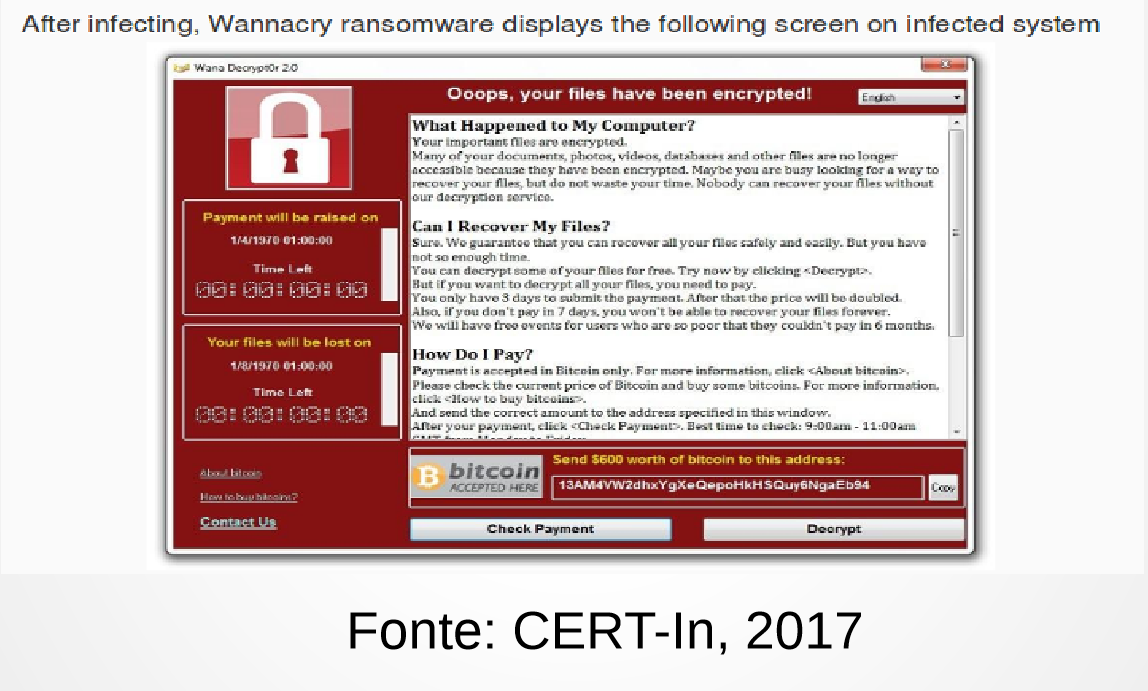 After infecting, Wannacry ransomware displays the following screen on infected system
Wana Decrypt0r 2.0
Ooops, your files have been encrypted!
English
What Happened to My Computer?
Your important files are encrypted.
Many of your documents, photos, videos, databases and other files are no longer
accessible because they have been encrypted. Maybe you are busy looking for a way to
recover your files, but do not waste your time. Nobody can recover your files without
our decryption service.
Can I Recover My Files?
Sure. We guarantee that you can recover all your files safely and easily. But you have
not so enough time.
You can decrypt some of your files for free. Try now by clicking <Decrypt>.
But if you want to decrypt all your files, you need to pay.
You only have 3 days to submit the payment. After that the price will be doubled.
Also, if you don't pay in 7 days, you won't be able to recover your files forever.
We will have free events for users who are so poor that they couldn't pay in 6 months.
How Do I Pay?
Payment is accepted in Bitcoin only. For more information, click <About bitcoin>.
Please check the current price of Bitcoin and buy some bitcoins. For more information,
click <How to buy bitcoins>.
And send the correct amount to the address specified in this window.
After your payment, click <Check Payment>. Best time to check: 9:00am - 11:00am
GMT from Monday to Friday.
Payment will be raised on
1/4/1970 01:00:00
Time Left
00:00:00:00
Your files will be lost on
1/8/1970 01:00:00
Time Left
00:00:00:00
About bitcoin
How to buy bitcoins?
Contact Us
bitcoin
ACCEPTED HERE
Send $600 worth of bitcoin to this address:
13AM4VW2dhxYgXeQepoHkHSQuy6NgaEb94
Copy
Check Payment
Decrypt
Fonte: CERT-In, 2017